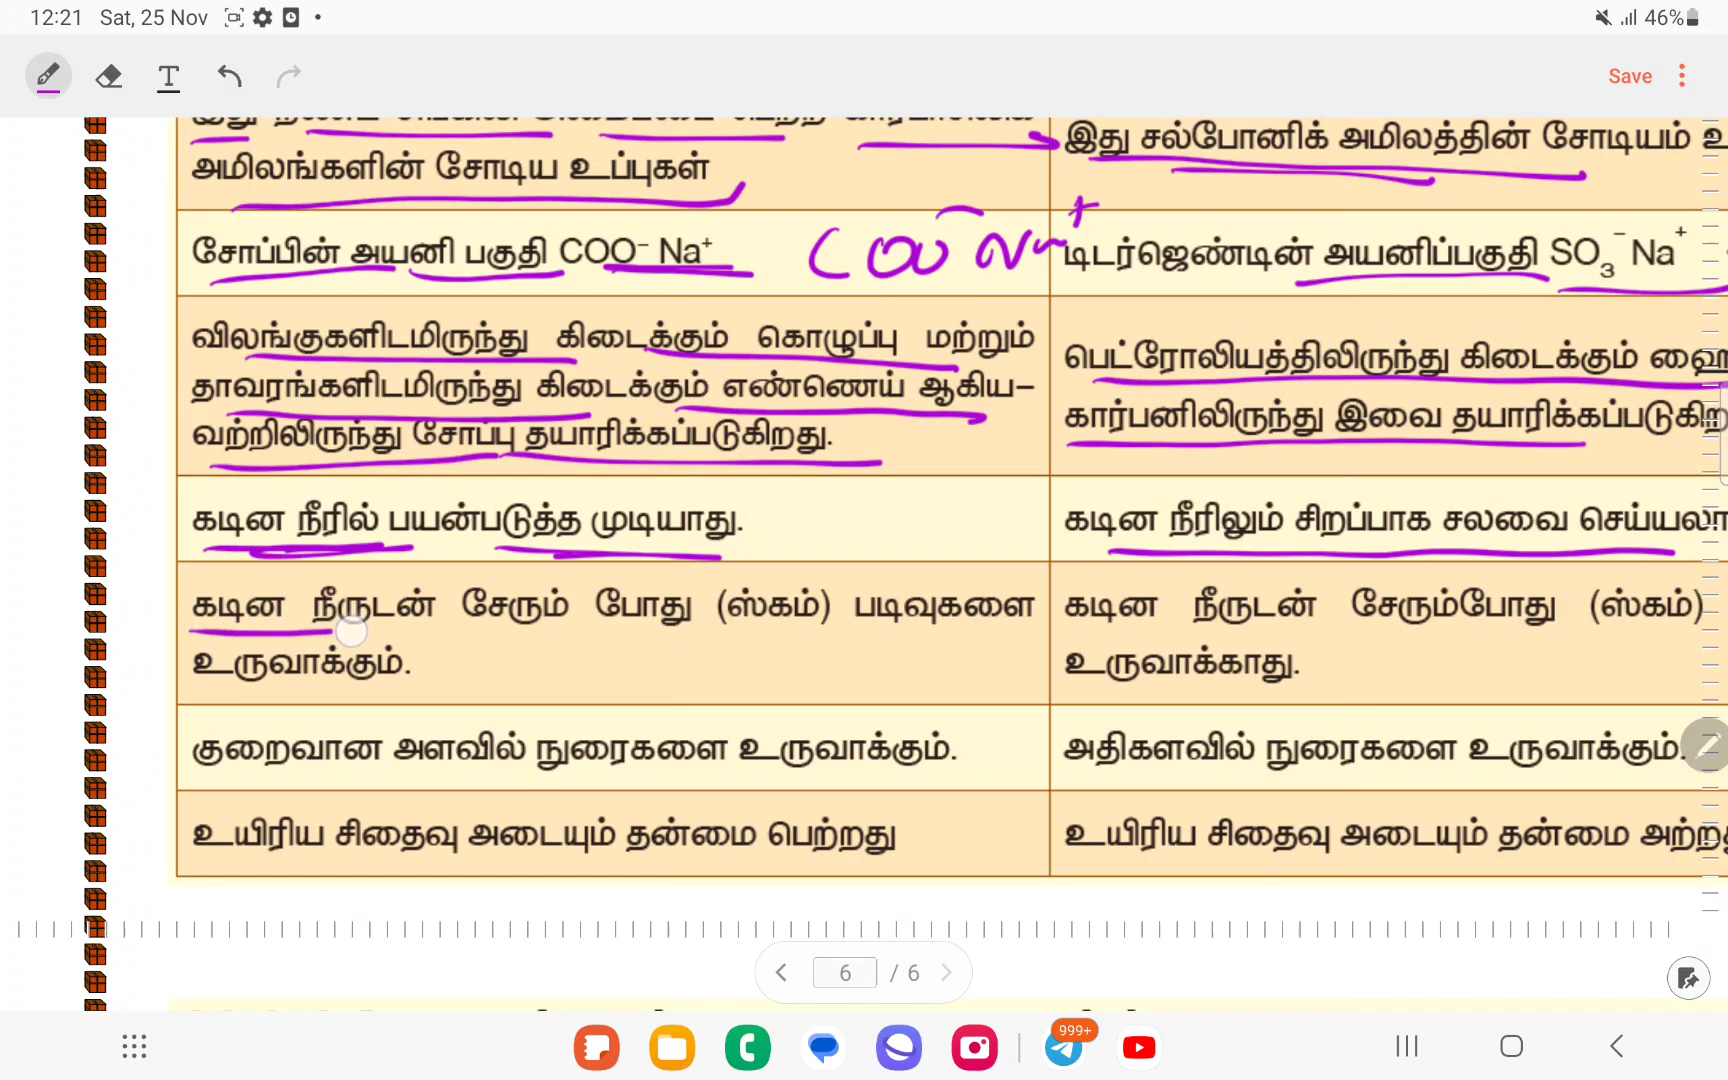 12:21 Sat, 25 Nov 46%
T Save
அமிலங்களின் சோடிய உப்புகள்
இது சல்போனிக் அமிலத்தின் சோடியம்
சோப்பின் அயனி பகுதி COO⁻ Na⁺
COO Na⁺
டிடர்ஜெண்டின் அயனிப்பகுதி SO₃⁻ Na⁺
விலங்குகளிடமிருந்து கிடைக்கும் கொழுப்பு மற்றும்
தாவரங்களிடமிருந்து கிடைக்கும் எண்ணெய் ஆகிய–
வற்றிலிருந்து சோப்பு தயாரிக்கப்படுகிறது.
பெட்ரோலியத்திலிருந்து கிடைக்கும்
கார்பனிலிருந்து இவை
கடின நீரில் பயன்படுத்த முடியாது.
கடின நீரிலும் சிறப்பாக சலவை
கடின நீருடன் சேரும் போது (ஸ்கம்) படிவுகளை
உருவாக்கும்.
கடின நீருடன் சேரும்போது (ஸ்கம்)
உருவாக்காது.
குறைவான அளவில் நுரைகளை உருவாக்கும்.
அதிகளவில் நுரைகளை உருவாக்கும்.
உயிரிய சிதைவு அடையும் தன்மை பெற்றது
உயிரிய சிதைவு அடையும் தன்மை
6 / 6
999+